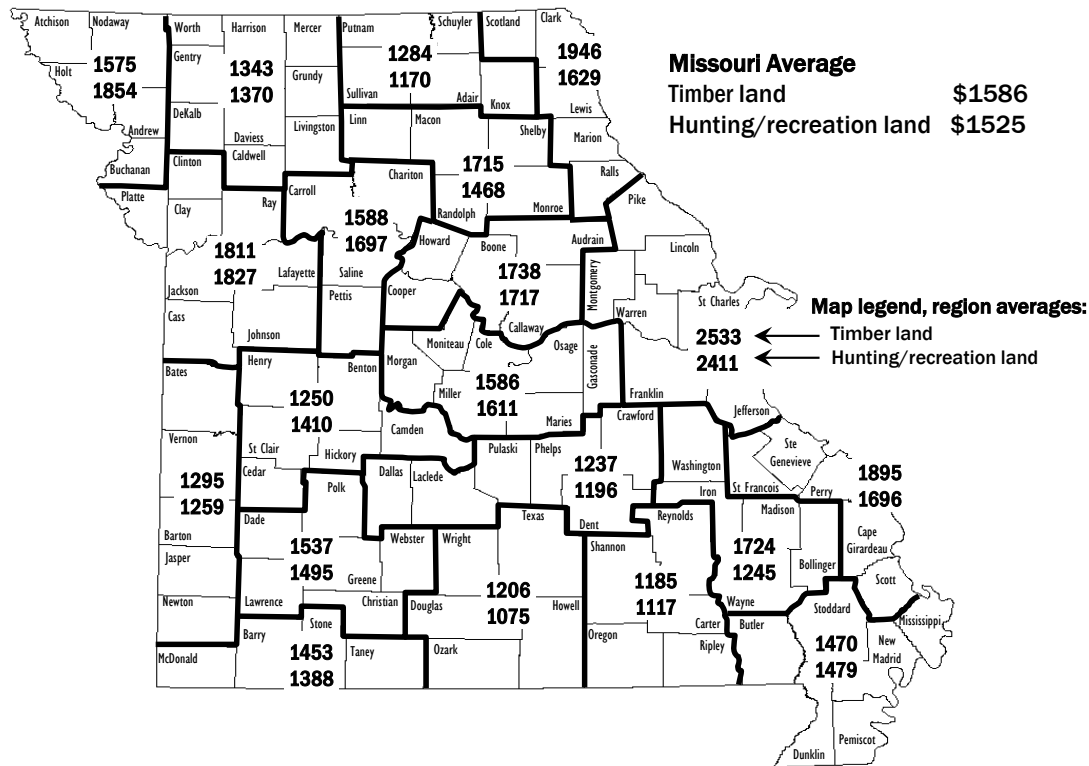 Atchison Nodaway Worth Harrison Mercer Putnam Schuyler Scotland Clark
Holt Gentry Grundy Sullivan Adair Knox Lewis
1575
1854
1343
1370
1284
1170
1946
1629
Missouri Average
Timber land $1586
Hunting/recreation land $1525
Andrew DeKalb Daviess Livingston Linn Macon Shelby Marion
Buchanan Clinton Caldwell Carroll Chariton Ralls
Platte Clay Ray Randolph Monroe Pike
1715
1468
1588
1697
Howard Boone Audrain Lincoln
1811
1827
Lafayette Saline Cooper
1738
1717
Montgomery Warren St Charles
Jackson Pettis Callaway
Cass Johnson
Map legend, region averages:
2533 Timber land
2411 Hunting/recreation land
Moniteau Cole Osage Gasconade
Bates Henry Benton Morgan Miller Maries Franklin Jefferson
1250
1410
1586
1611
Camden Crawford
Vernon St Clair Hickory Pulaski Phelps Washington Ste
Genevieve
Cedar Dallas Laclede St Francois Perry
1295
1259
1237
1196
1895
1696
Polk Iron Madison
Dade Texas Dent Reynolds Cape
Girardeau
Barton Webster Wright Shannon Bollinger
Jasper Greene
1537
1495
1206
1075
1185
1117
1724
1245
Scott
Newton Lawrence Christian Douglas Howell Carter Wayne Stoddard Mississippi
Barry Stone Oregon Ripley Butler New
Madrid
McDonald Taney Ozark
1453
1388
1470
1479
Dunklin Pemiscot